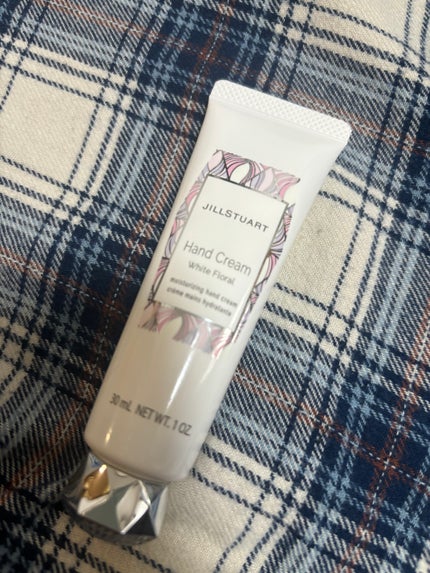 JILLSTUART
Hand Cream
White Floral
moisturizing hand cream
crème mains hydratante
30 mL NET WT. 1 OZ.